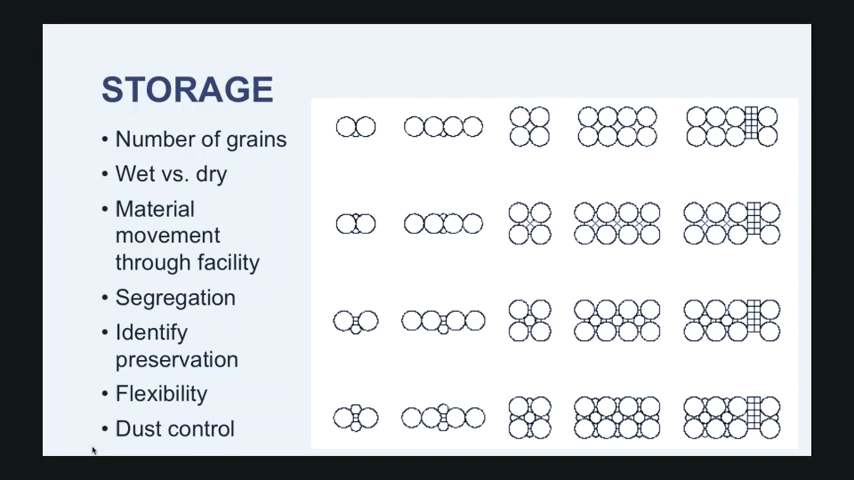 STORAGE
• Number of grains
• Wet vs. dry
• Material
movement
through facility
• Segregation
• Identify
preservation
• Flexibility
• Dust control